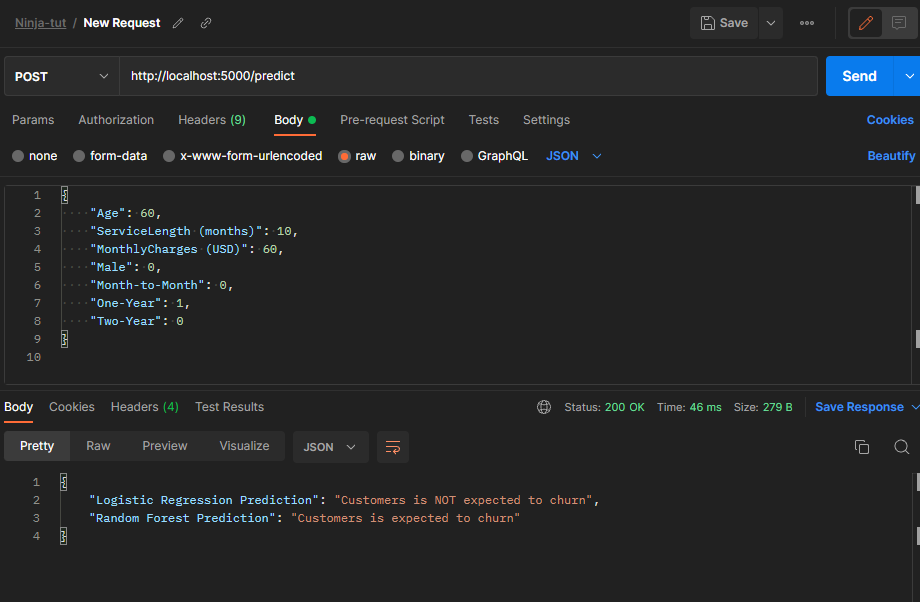 Ninja-tut / New Request Save
POST http://localhost:5000/predict Send
Params Authorization Headers (9) Body Pre-request Script Tests Settings Cookies
none form-data x-www-form-urlencoded raw binary GraphQL JSON Beautify
1 {
2 "Age": 60,
3 "ServiceLength (months)": 10,
4 "MonthlyCharges (USD)": 60,
5 "Male": 0,
6 "Month-to-Month": 0,
7 "One-Year": 1,
8 "Two-Year": 0
9 }
10
Body Cookies Headers (4) Test Results Status: 200 OK Time: 46 ms Size: 279 B Save Response
Pretty Raw Preview Visualize JSON
1 {
2 "Logistic Regression Prediction": "Customers is NOT expected to churn",
3 "Random Forest Prediction": "Customers is expected to churn"
4 }